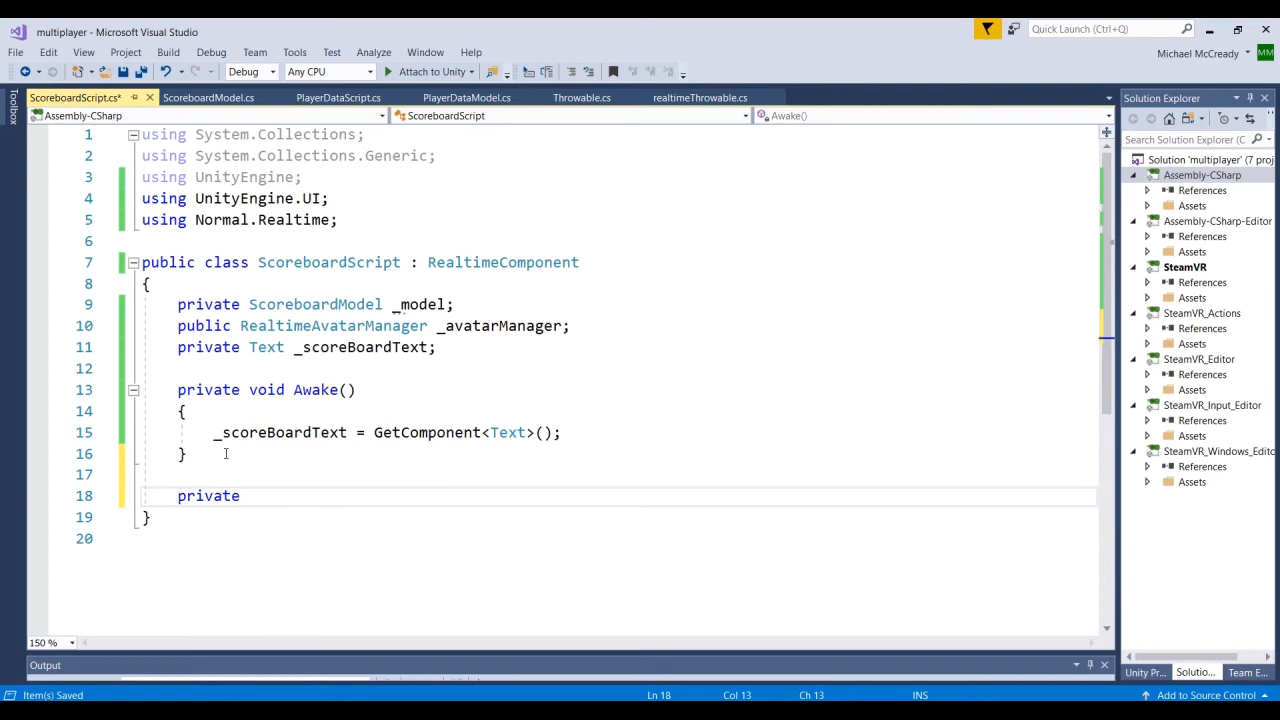 multiplayer - Microsoft Visual Studio
Quick Launch (Ctrl+Q)
File Edit View Project Build Debug Team Tools Test Analyze Window Help
Michael McCready MM
Debug Any CPU Attach to Unity
Toolbox
ScoreboardScript.cs* ScoreboardModel.cs PlayerDataScript.cs PlayerDataModel.cs Throwable.cs realtimeThrowable.cs
Assembly-CSharp ScoreboardScript Awake()
1 using System.Collections;
2 using System.Collections.Generic;
3 using UnityEngine;
4 using UnityEngine.UI;
5 using Normal.Realtime;
6
7 public class ScoreboardScript : RealtimeComponent
8 {
9 private ScoreboardModel _model;
10 public RealtimeAvatarManager _avatarManager;
11 private Text _scoreBoardText;
12
13 private void Awake()
14 {
15 _scoreBoardText = GetComponent<Text>();
16 }
17
18 private
19 }
20
150 %
Output
Item(s) Saved Ln 18 Col 13 Ch 13 INS Add to Source Control
Solution Explorer
Search Solution Explorer (C
Solution 'multiplayer' (7 proj
Assembly-CSharp
References
Assets
Assembly-CSharp-Editor
References
Assets
SteamVR
References
Assets
SteamVR_Actions
References
Assets
SteamVR_Editor
References
Assets
SteamVR_Input_Editor
References
Assets
SteamVR_Windows_Edito
References
Assets
Unity Pr... Solutio... Team E...